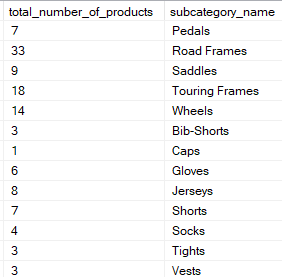 total_number_of_products subcategory_name
7 Pedals
33 Road Frames
9 Saddles
18 Touring Frames
14 Wheels
3 Bib-Shorts
1 Caps
6 Gloves
8 Jerseys
7 Shorts
4 Socks
3 Tights
3 Vests